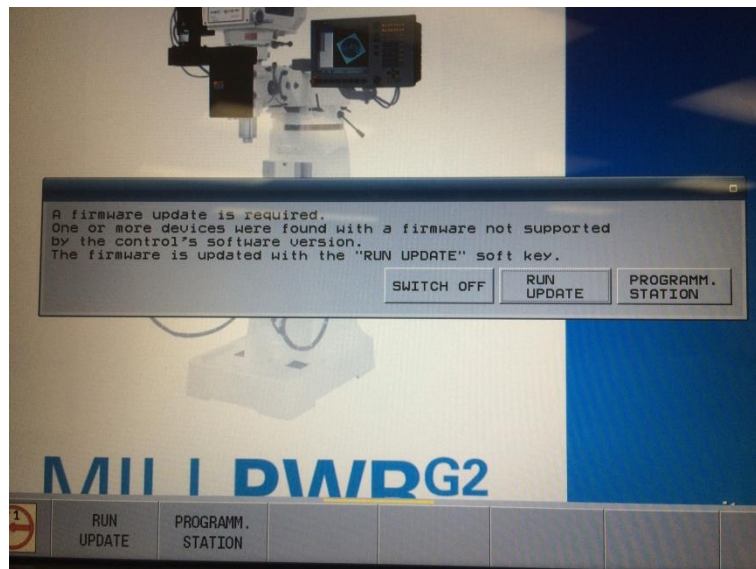 A firmware update is required.
One or more devices were found with a firmware not supported
by the control's software version.
The firmware is updated with the "RUN UPDATE" soft key.
SWITCH OFF
RUN
UPDATE
PROGRAMM.
STATION
MILLPWRG2
1
RUN
UPDATE
PROGRAMM.
STATION